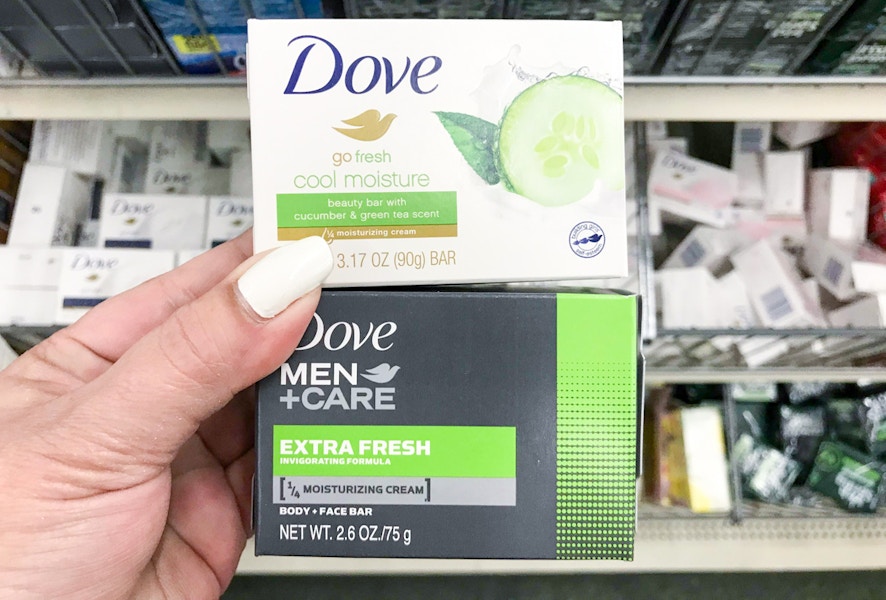 Dove
go fresh
cool moisture
beauty bar with
cucumber & green tea scent
¼ moisturizing cream
3.17 OZ (90g) BAR
Dove
MEN
+CARE
EXTRA FRESH
INVIGORATING FORMULA
[¼ MOISTURIZING CREAM]
BODY + FACE BAR
NET WT. 2.6 OZ./75 g
Dove
Dove
Dove
Dove
Dove
Dove